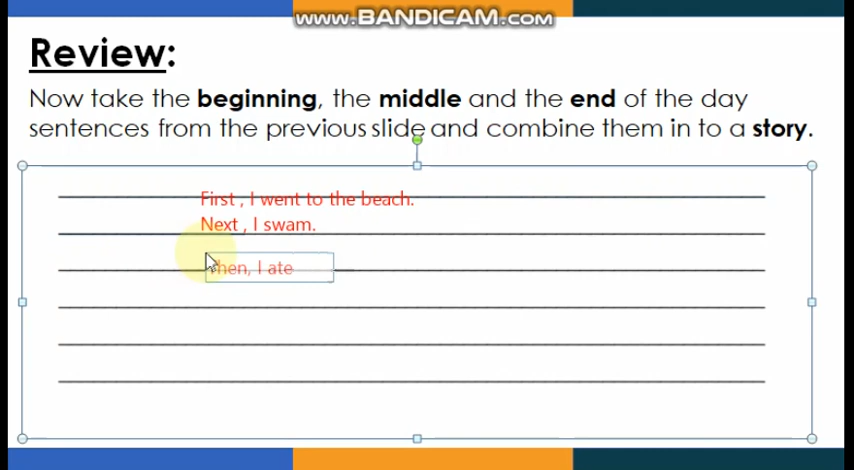 www.BANDICAM.com
Review:
Now take the beginning, the middle and the end of the day
sentences from the previous slide and combine them in to a story.
First , I went to the beach.
Next , I swam.
Then, I ate